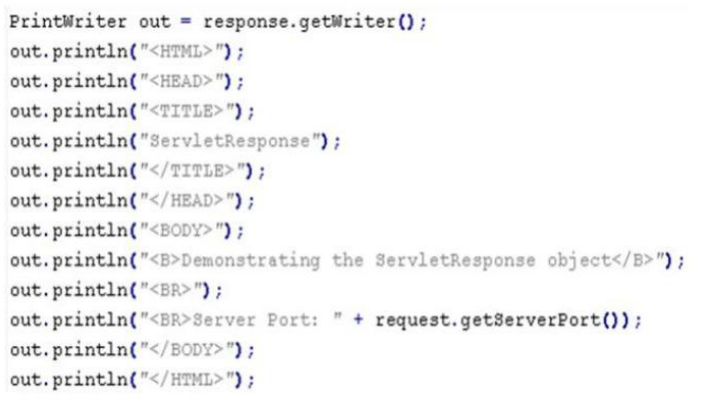 PrintWriter out = response.getWriter();
out.println("<HTML>");
out.println("<HEAD>");
out.println("<TITLE>");
out.println("ServletResponse");
out.println("</TITLE>");
out.println("</HEAD>");
out.println("<BODY>");
out.println("<B>Demonstrating the ServletResponse object</B>");
out.println("<BR>");
out.println("<BR>Server Port: " + request.getServerPort());
out.println("</BODY>");
out.println("</HTML>");